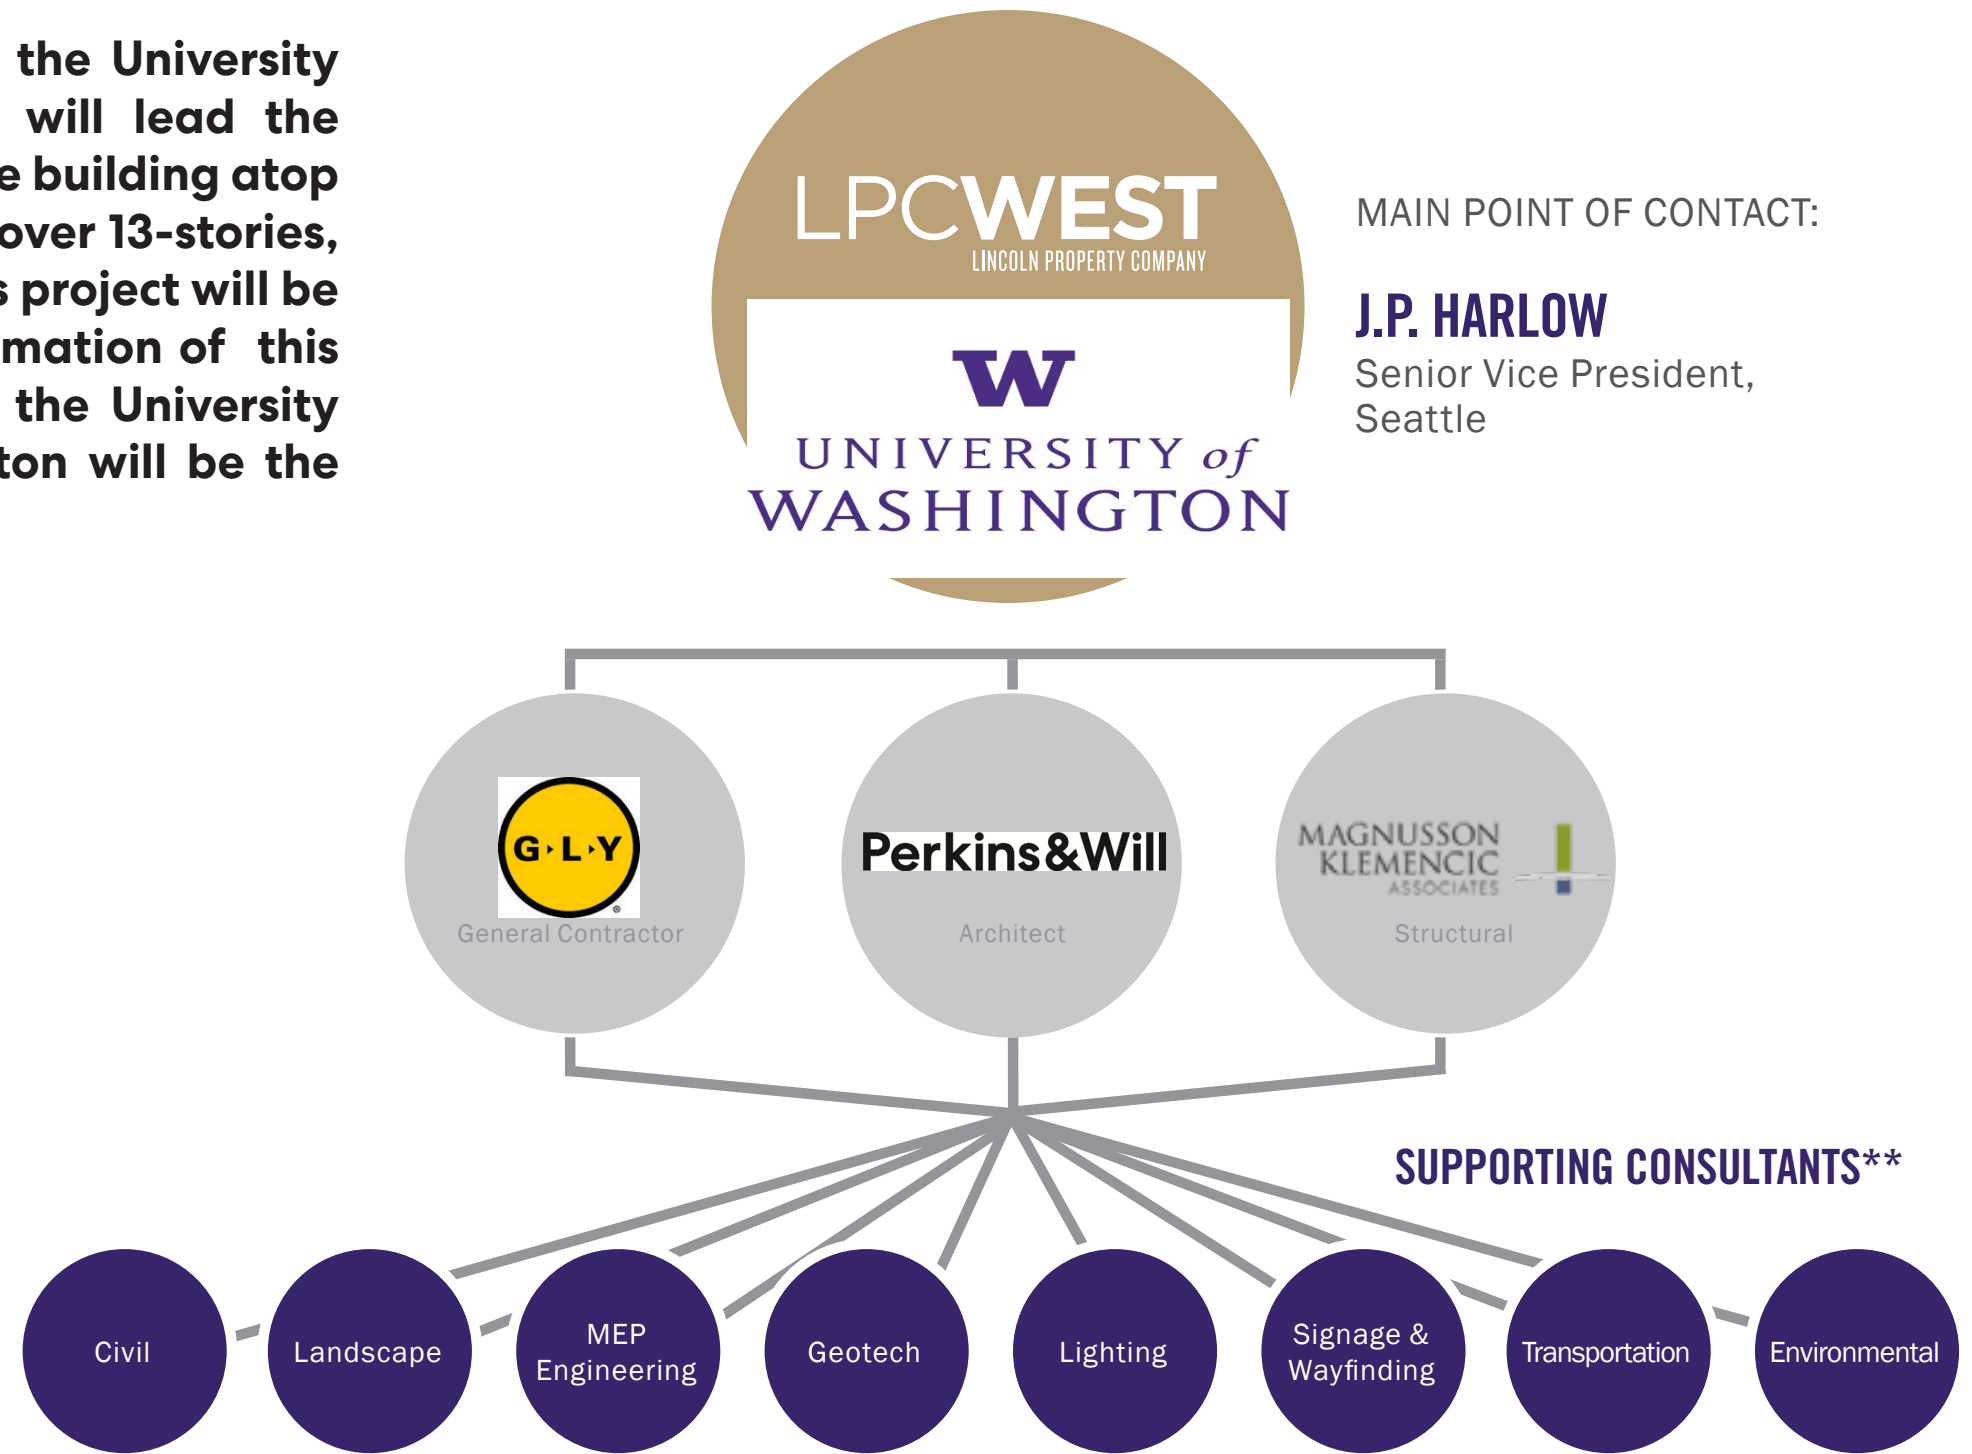 the University
will lead the
e building atop
over 13-stories,
s project will be
mation of this
the University
ton will be the
LPCWEST
LINCOLN PROPERTY COMPANY
W
UNIVERSITY of
WASHINGTON
MAIN POINT OF CONTACT:
J.P. HARLOW
Senior Vice President,
Seattle
G L Y
®
General Contractor
Perkins&Will
Architect
MAGNUSSON
KLEMENCIC
ASSOCIATES
Structural
SUPPORTING CONSULTANTS**
Civil
Landscape
MEP
Engineering
Geotech
Lighting
Signage &
Wayfinding
Transportation
Environmental